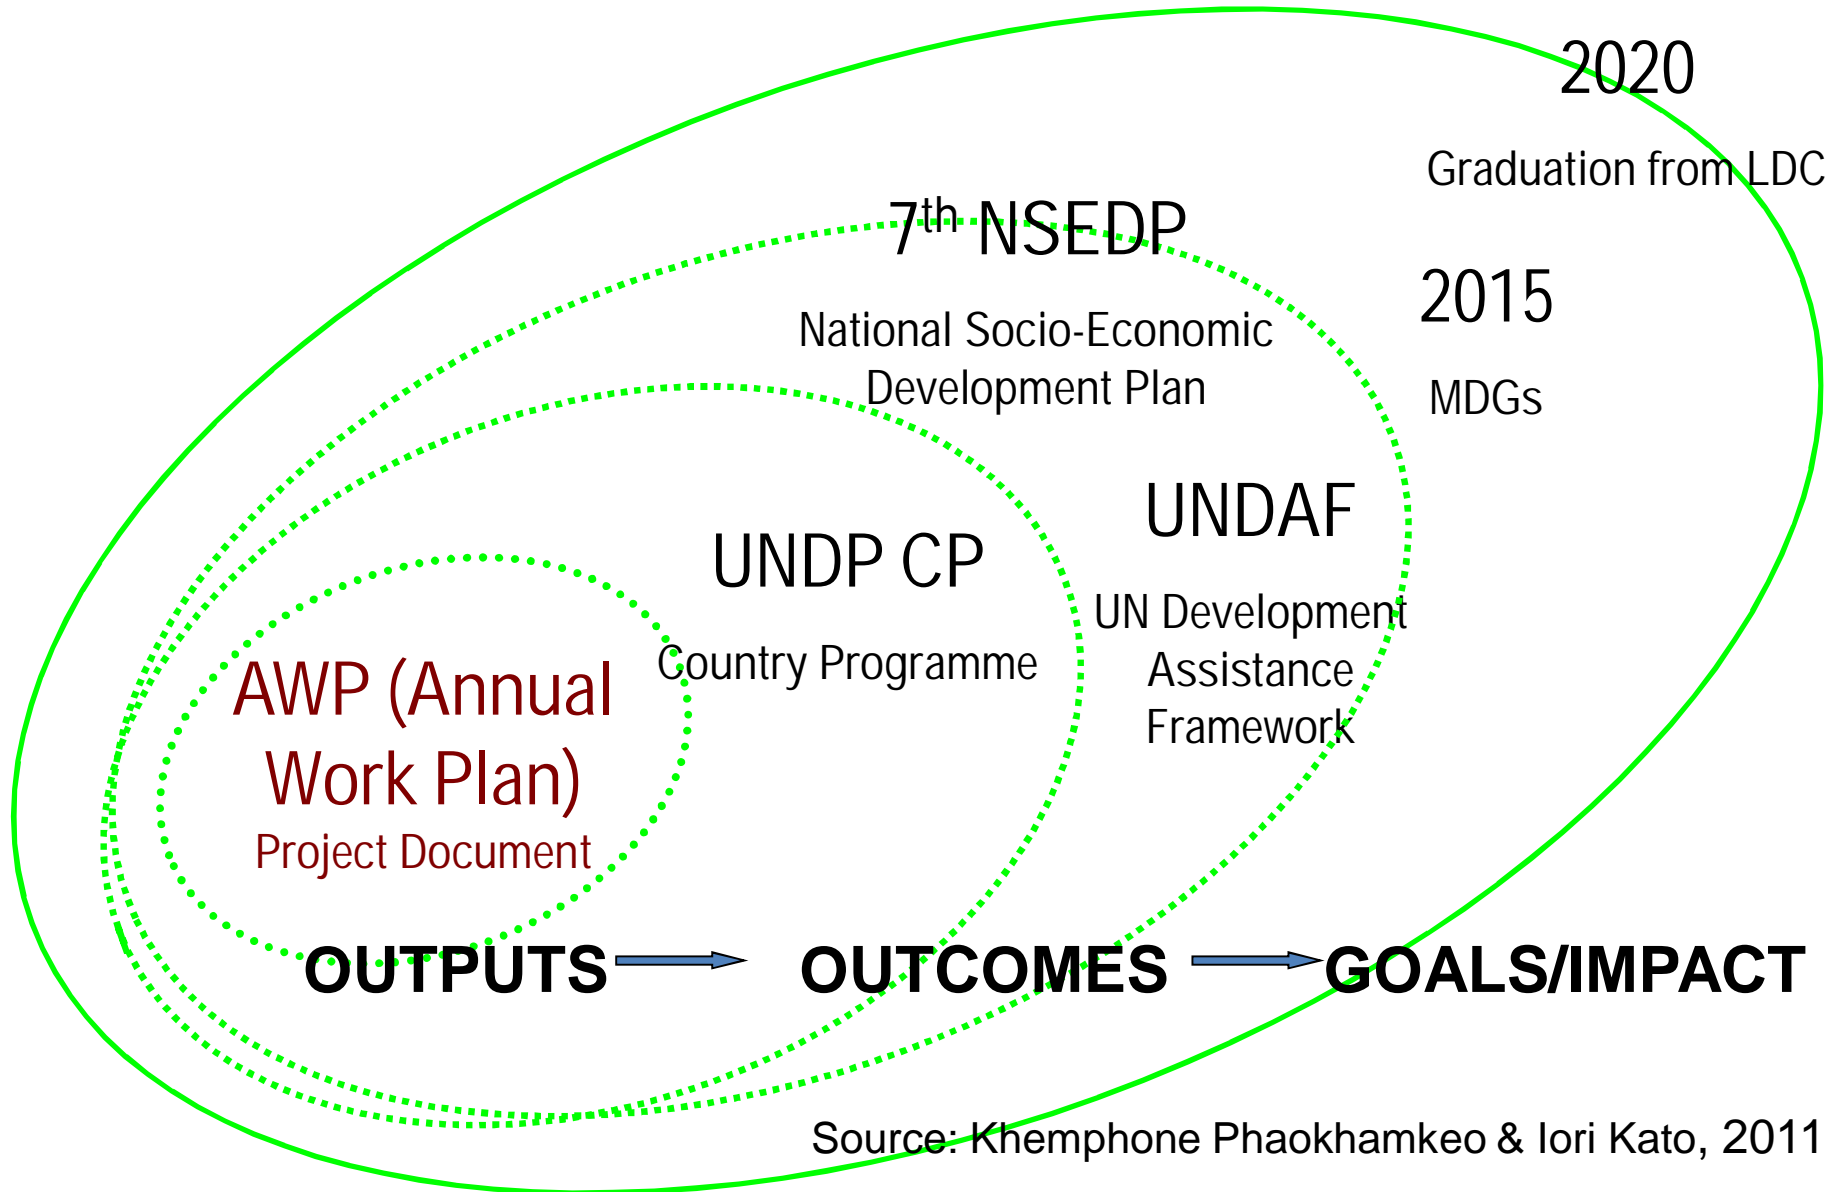 2020
Graduation from LDC
7th NSEDP
National Socio-Economic
Development Plan
2015
MDGs
UNDAF
UN Development
Assistance
Framework
UNDP CP
Country Programme
AWP (Annual
Work Plan)
Project Document
OUTPUTS OUTCOMES GOALS/IMPACT
Source: Khemphone Phaokhamkeo & Iori Kato, 2011